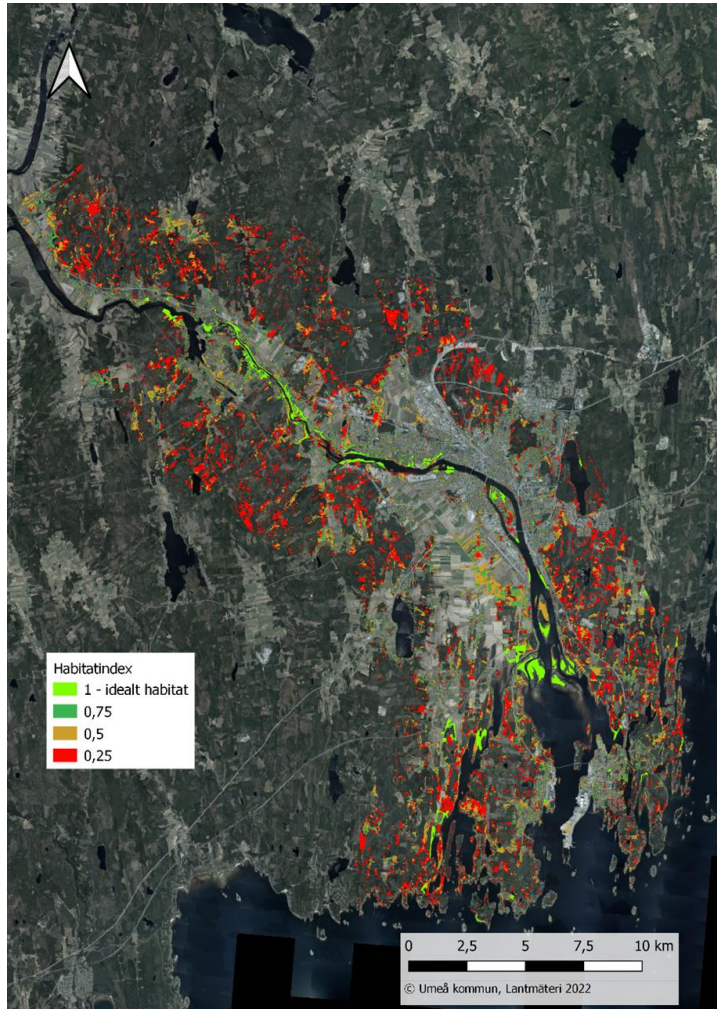 Habitatindex
1 - idealt habitat
0,75
0,5
0,25
0 2,5 5 7,5 10 km
© Umeå kommun, Lantmäteri 2022